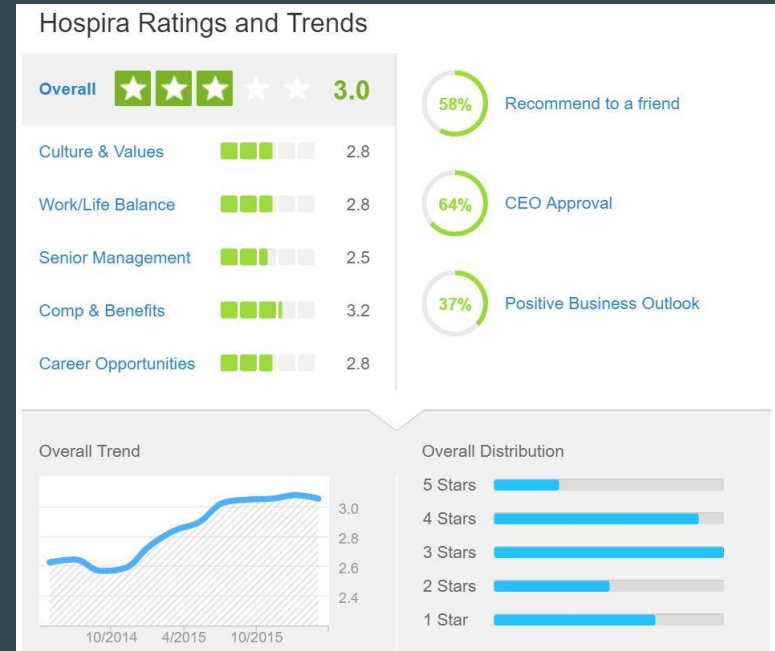 Hospira Ratings and Trends
Overall 3.0
Culture & Values 2.8
Work/Life Balance 2.8
Senior Management 2.5
Comp & Benefits 3.2
Career Opportunities 2.8
58% Recommend to a friend
64% CEO Approval
37% Positive Business Outlook
Overall Trend
3.0
2.8
2.6
2.4
10/2014 4/2015 10/2015
Overall Distribution
5 Stars
4 Stars
3 Stars
2 Stars
1 Star